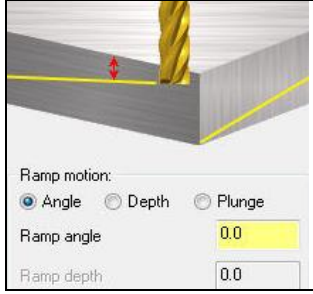 Ramp motion:
Angle Depth Plunge
Ramp angle 0.0
Ramp depth 0.0